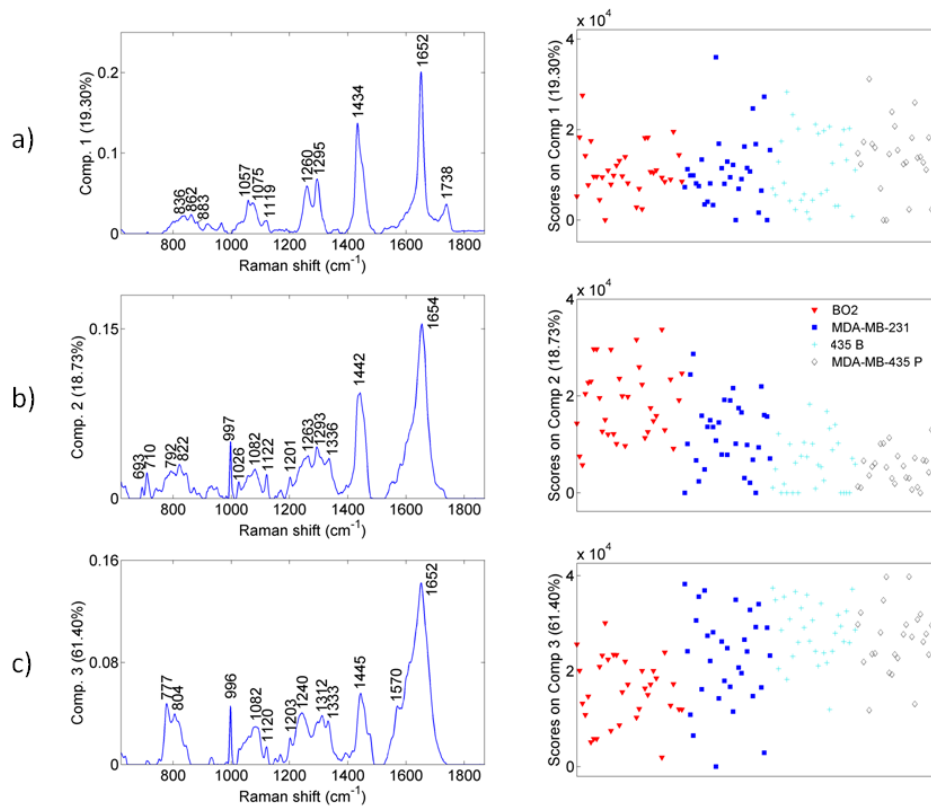 a)
Comp. 1 (19.30%)
0.2
0.1
0
836
862
883
1057
1075
1119
1260
1295
1434
1652
1738
800 1000 1200 1400 1600 1800
Raman shift (cm⁻¹)
x 10⁴
Scores on Comp 1 (19.30%)
4
2
0
b)
Comp. 2 (18.73%)
0.15
0
693
710
792
822
997
1026
1082
1122
1201
1263
1293
1336
1442
1654
800 1000 1200 1400 1600 1800
Raman shift (cm⁻¹)
x 10⁴
Scores on Comp 2 (18.73%)
4
2
0
BO2
MDA-MB-231
435 B
MDA-MB-435 P
c)
Comp. 3 (61.40%)
0.16
0.08
0
777
804
996
1082
1120
1203
1240
1312
1333
1445
1570
1652
800 1000 1200 1400 1600 1800
Raman shift (cm⁻¹)
x 10⁴
Scores on Comp 3 (61.40%)
4
2
0